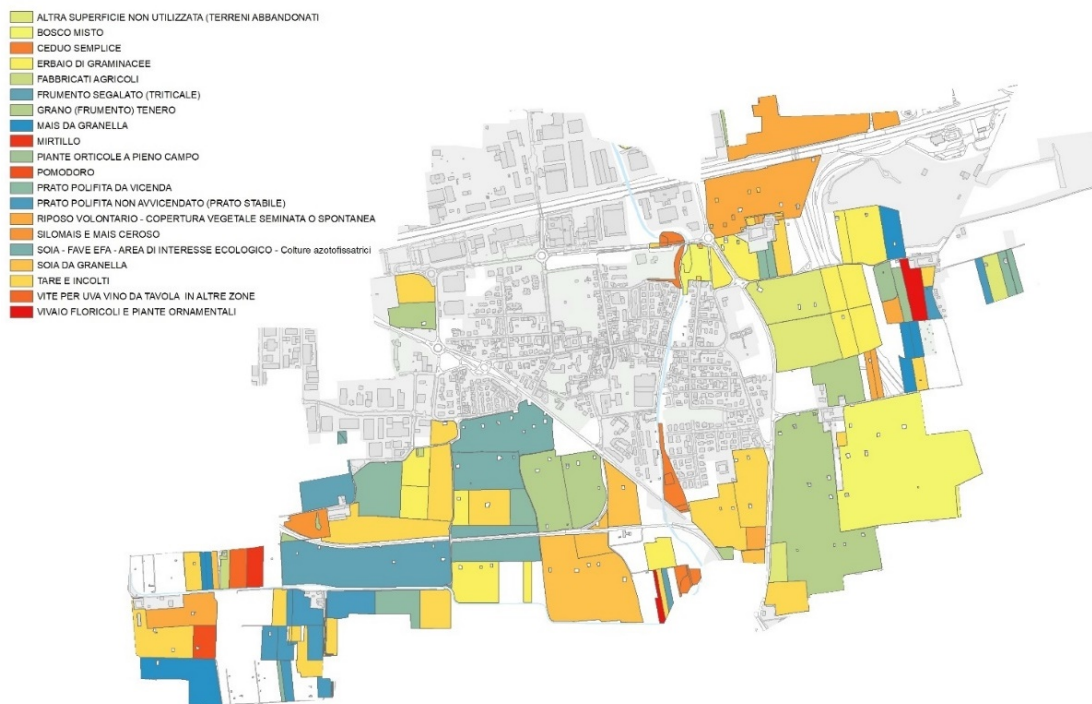 ALTRA SUPERFICIE NON UTILIZZATA (TERRENI ABBANDONATI
BOSCO MISTO
CEDUO SEMPLICE
ERBAIO DI GRAMINACEE
FABBRICATI AGRICOLI
FRUMENTO SEGALATO (TRITICALE)
GRANO (FRUMENTO) TENERO
MAIS DA GRANELLA
MIRTILLO
PIANTE ORTICOLE A PIENO CAMPO
POMODORO
PRATO POLIFITA DA VICENDA
PRATO POLIFITA NON AVVICENDATO (PRATO STABILE)
RIPOSO VOLONTARIO - COPERTURA VEGETALE SEMINATA O SPONTANEA
SILOMAIS E MAIS CEROSO
SOIA - FAVE EFA - AREA DI INTERESSE ECOLOGICO - Colture azotofissatrici
SOIA DA GRANELLA
TARE E INCOLTI
VITE PER UVA VINO DA TAVOLA IN ALTRE ZONE
VIVAIO FLORICOLI E PIANTE ORNAMENTALI